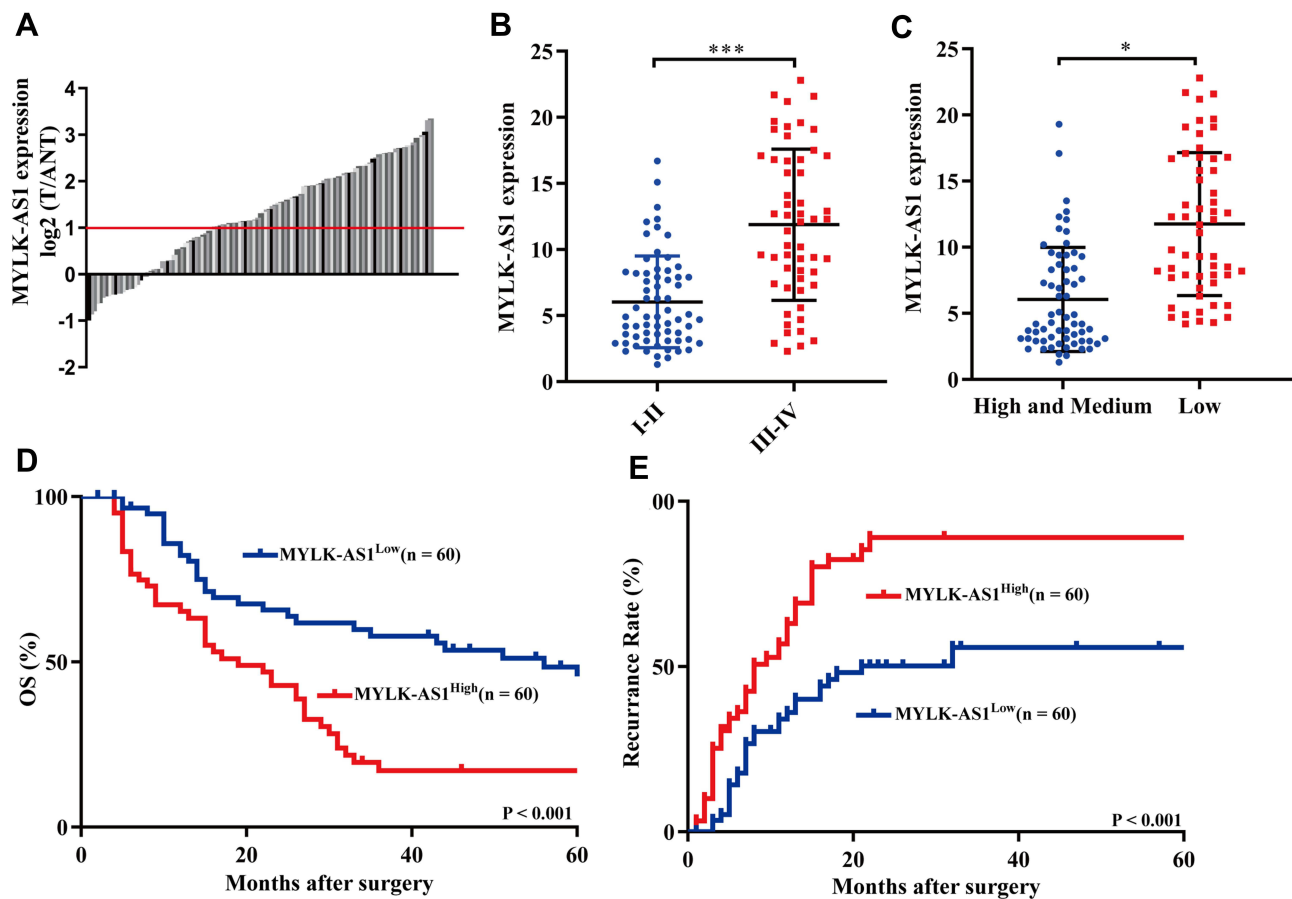 A
MYLK-AS1 expression
log2 (T/ANT)
4
3
2
1
0
-1
-2
B
MYLK-AS1 expression
25
20
15
10
5
0
***
I-II
III-IV
C
MYLK-AS1 expression
25
20
15
10
5
0
*
High and Medium
Low
D
OS (%)
100
50
0
MYLK-AS1Low(n = 60)
MYLK-AS1High(n = 60)
P < 0.001
0
20
40
60
Months after surgery
E
Recurrance Rate (%)
00
50
0
MYLK-AS1High(n = 60)
MYLK-AS1Low(n = 60)
P < 0.001
0
20
40
60
Months after surgery